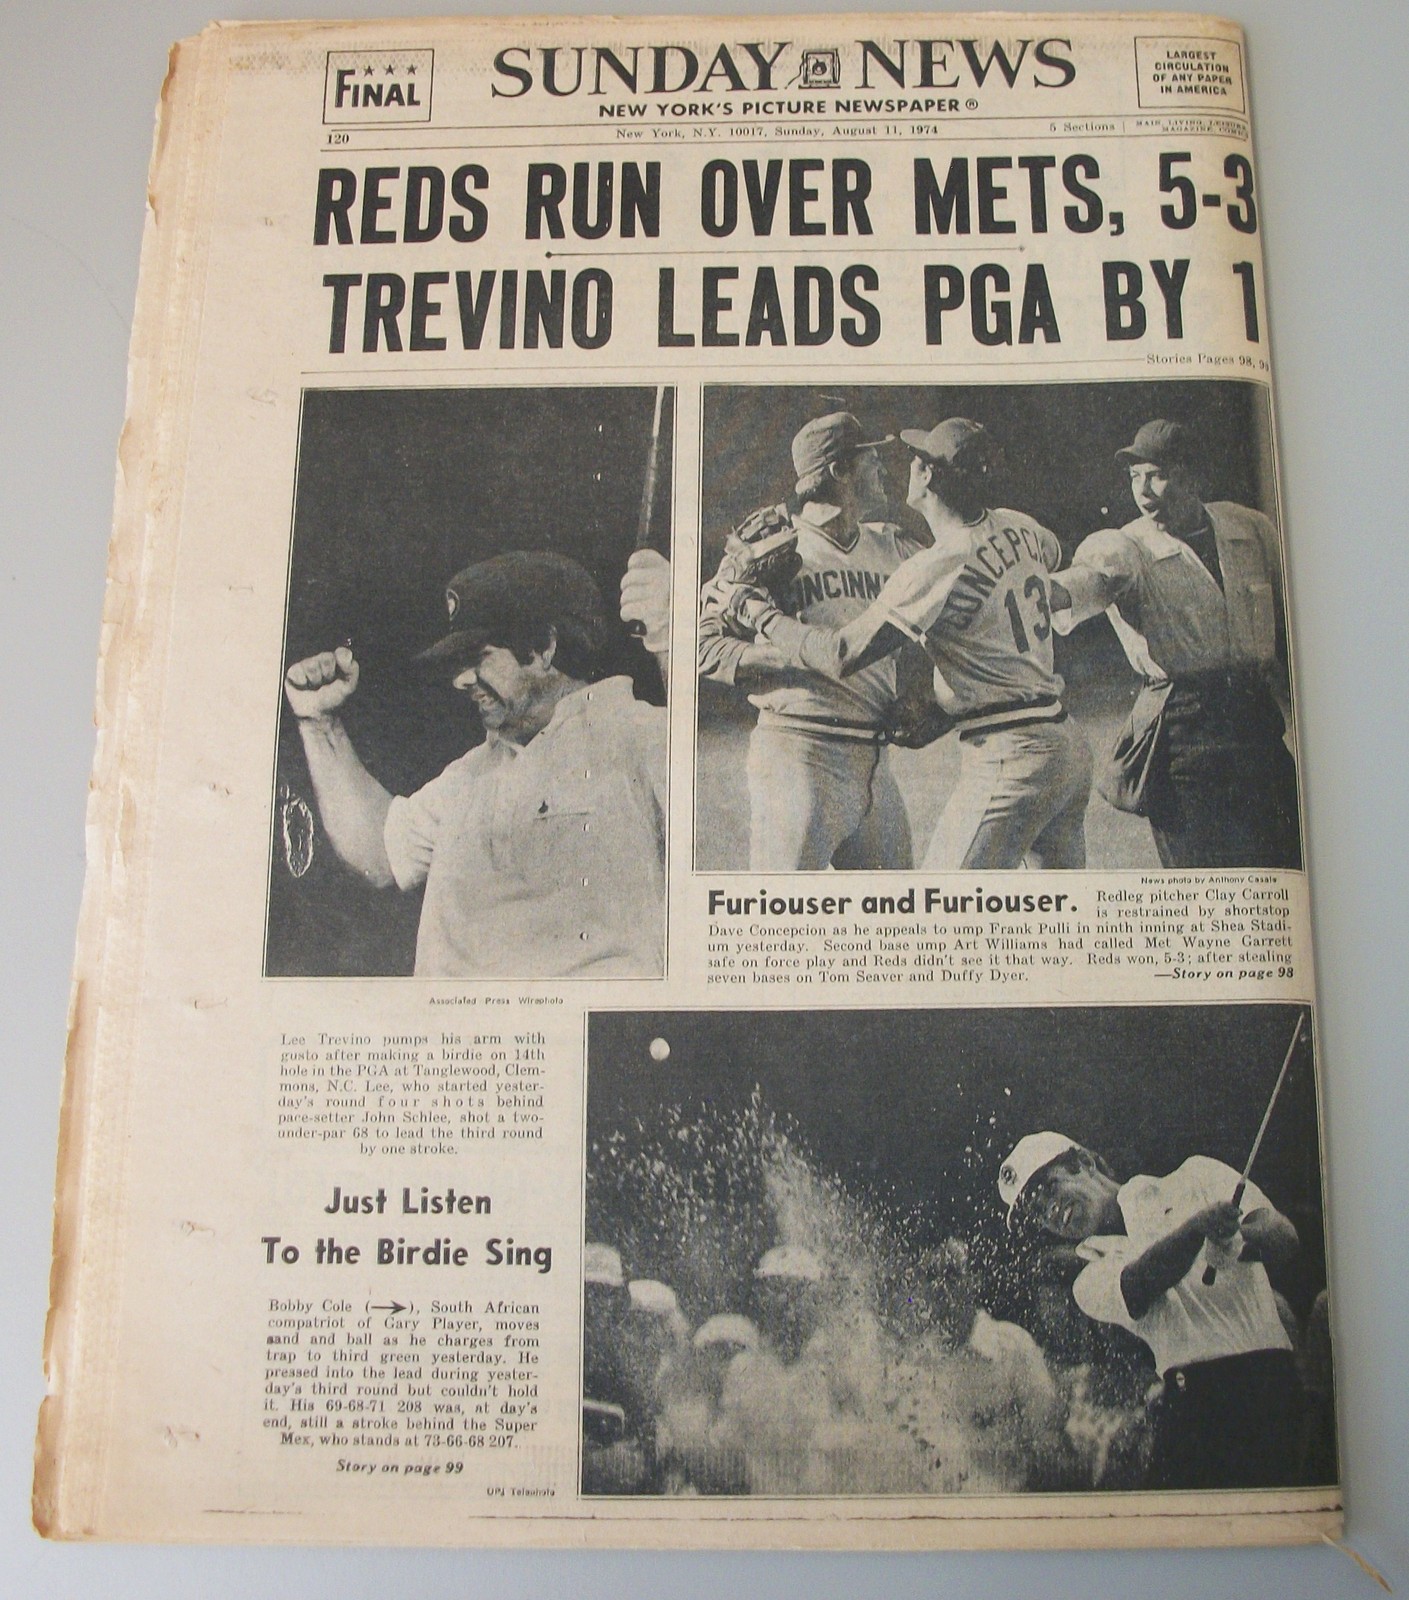 ★ ★ ★
FINAL
SUNDAY NEWS
NEW YORK'S PICTURE NEWSPAPER ®
LARGEST
CIRCULATION
OF ANY PAPER
IN AMERICA
120
New York, N.Y. 10017, Sunday, August 11, 1974
5 Sections
MAIN, LIVING, LEISURE,
MAGAZINE, COMICS
REDS RUN OVER METS, 5-3
TREVINO LEADS PGA BY 1
Stories Pages 98, 99
CINCINN
CONCEPCI
13
News photo by Anthony Casale
Furiouser and Furiouser. Redleg pitcher Clay Carroll
is restrained by shortstop
Dave Concepcion as he appeals to ump Frank Pulli in ninth inning at Shea Stadi-
um yesterday. Second base ump Art Williams had called Met Wayne Garrett
safe on force play and Reds didn't see it that way. Reds won, 5-3; after stealing
seven bases on Tom Seaver and Duffy Dyer. —Story on page 98
Associated Press Wirephoto
Lee Trevino pumps his arm with
gusto after making a birdie on 14th
hole in the PGA at Tanglewood, Clem-
mons, N.C. Lee, who started yester-
day's round four shots behind
pace-setter John Schlee, shot a two-
under-par 68 to lead the third round
by one stroke.
Just Listen
To the Birdie Sing
Bobby Cole (→), South African
compatriot of Gary Player, moves
sand and ball as he charges from
trap to third green yesterday. He
pressed into the lead during yester-
day's third round but couldn't hold
it. His 69-68-71 208 was, at day's
end, still a stroke behind the Super
Mex, who stands at 73-66-68 207.
Story on page 99
UPI Telephoto